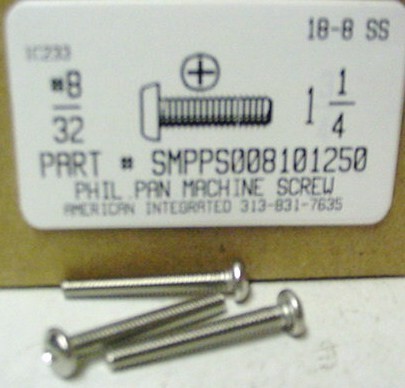 18-8 SS
IC233
#8
32
1 1
4
PART # SMPPS008101250
PHIL PAN MACHINE SCREW
AMERICAN INTEGRATED 313-831-7635